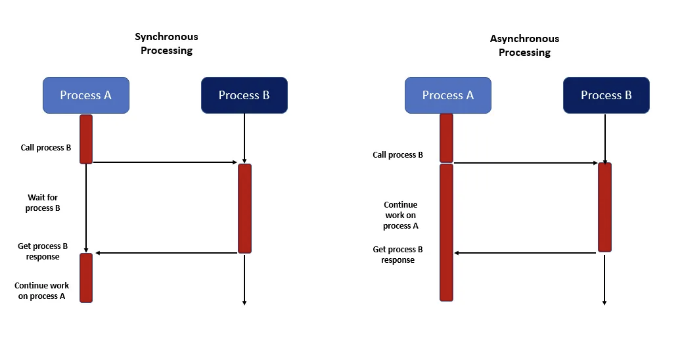 Synchronous
Processing
Process A
Process B
Call process B
Wait for
process B
Get process B
response
Continue work
on process A
Asynchronous
Processing
Process A
Process B
Call process B
Continue
work on
process A
Get process B
response